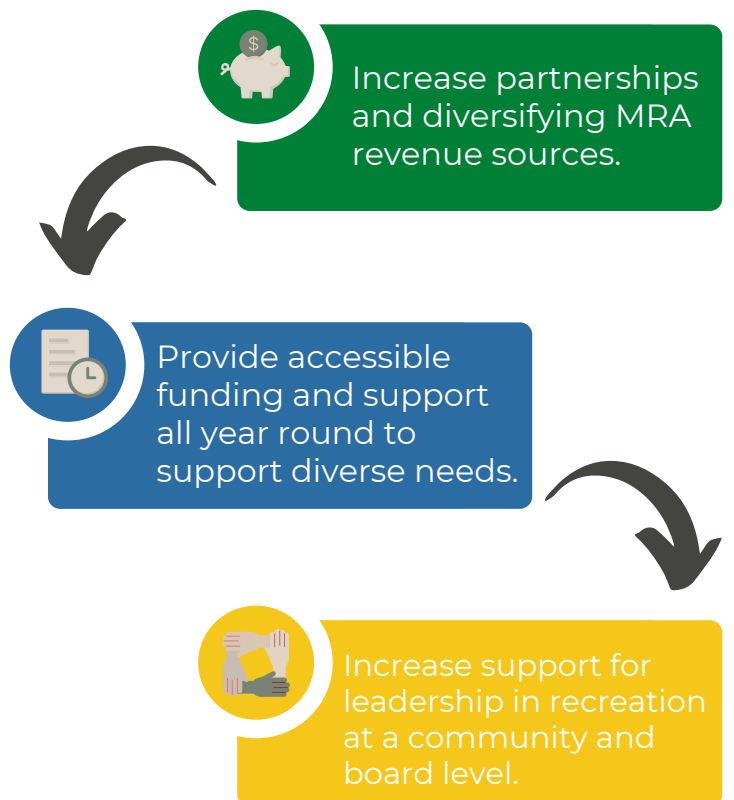 $
Increase partnerships
and diversifying MRA
revenue sources.
Provide accessible
funding and support
all year round to
support diverse needs.
Increase support for
leadership in recreation
at a community and
board level.